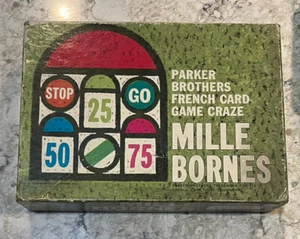 STOP
25
GO
50
75
PARKER
BROTHERS
FRENCH CARD
GAME CRAZE
MILLE
BORNES